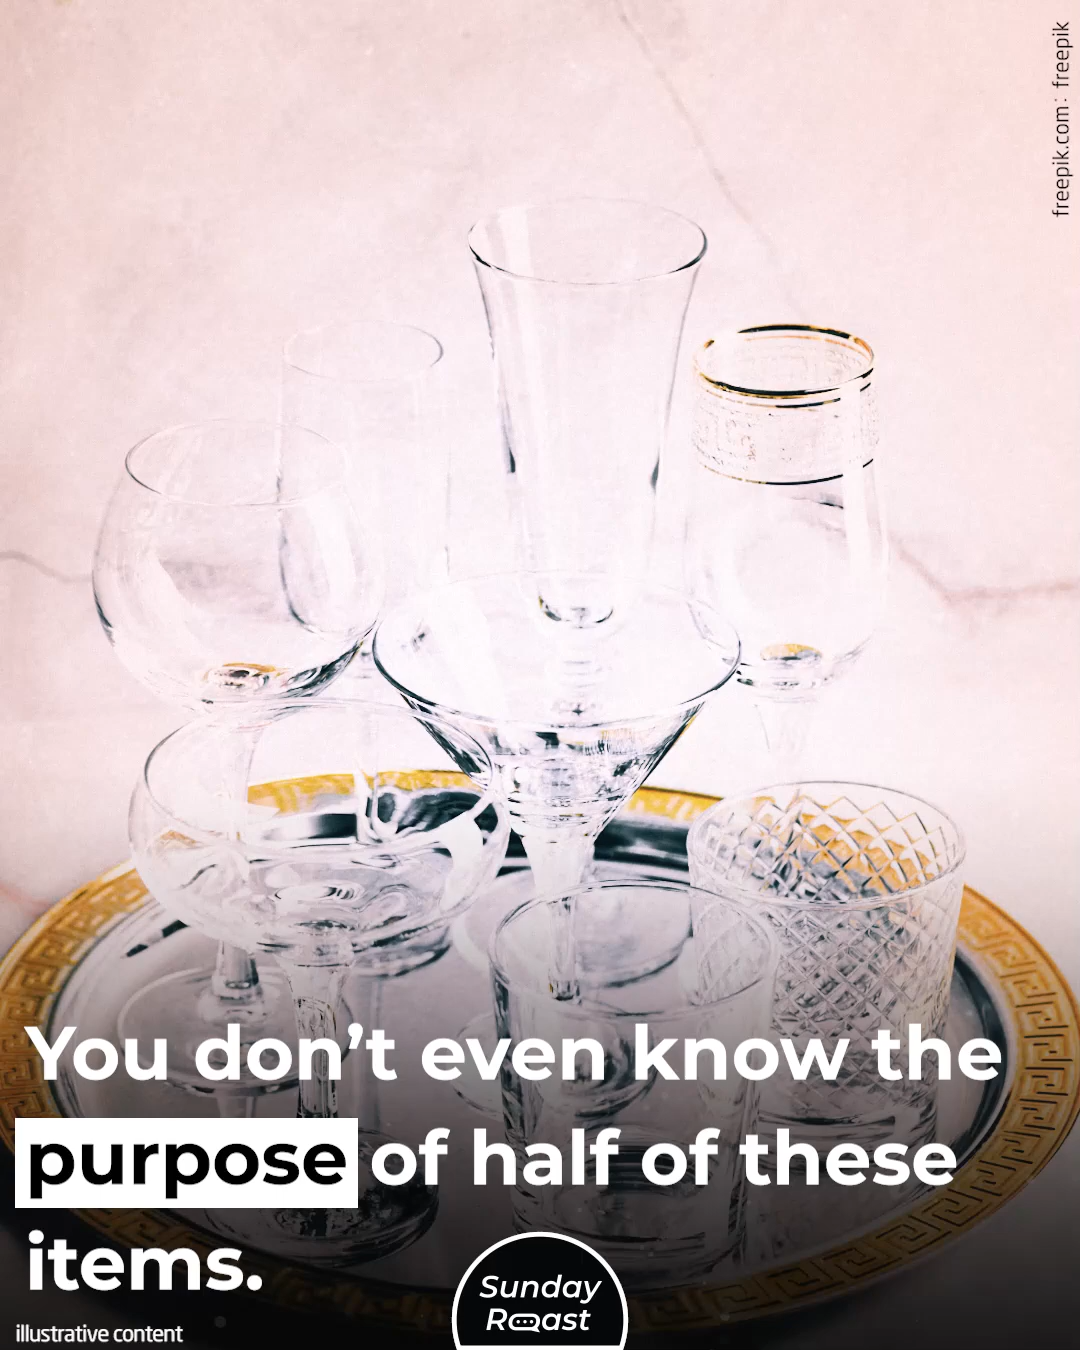 freepik.com: freepik
You don’t even know the
purpose of half of these
items.
Sunday
Roast
illustrative content